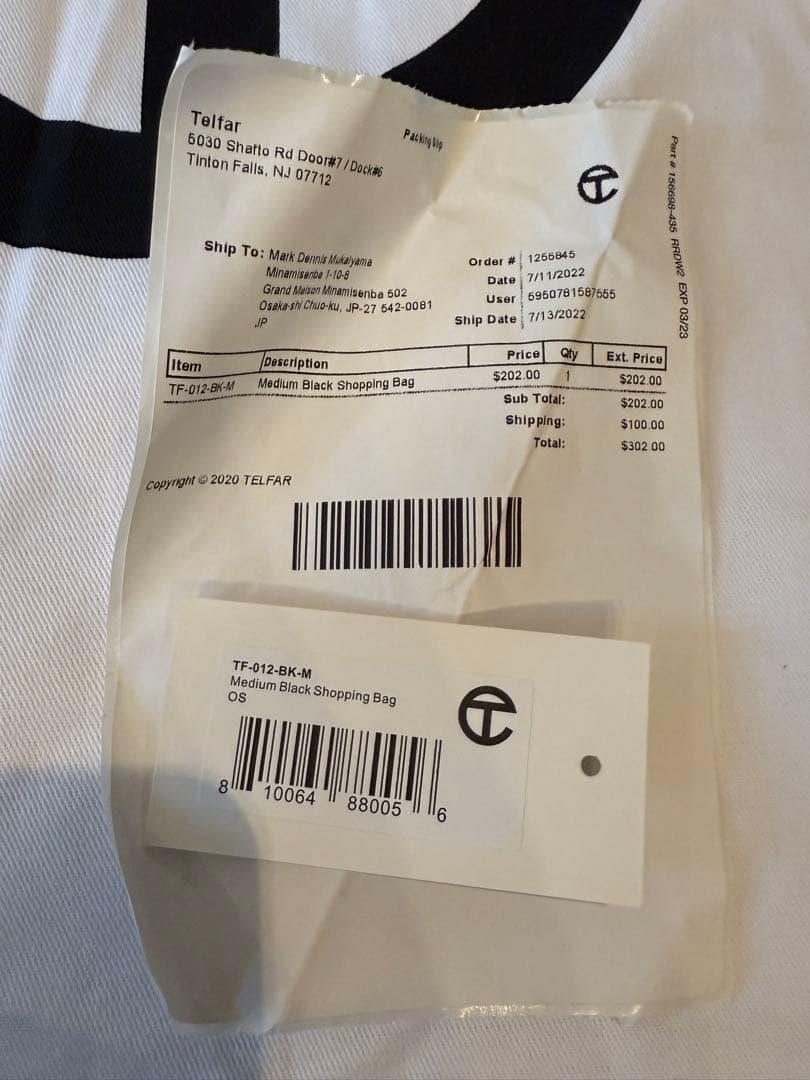 Telfar
5030 Shafto Rd Door#7 / Dock#6
Tinton Falls, NJ 07712
Packing Slip
Part # 156698-435 RRDW2 EXP 03/23
Ship To: Mark Dennis Mukaiyama
Minamisenba 1-10-8
Grand Maison Minamisenba 502
Osaka-shi Chuo-ku, JP-27 542-0081
JP
Order # 1256845
Date 7/11/2022
User 5950781587555
Ship Date 7/13/2022
Item Description Price Qty Ext. Price
TF-012-BK-M Medium Black Shopping Bag $202.00 1 $202.00
Sub Total: $202.00
Shipping: $100.00
Total: $302.00
Copyright © 2020 TELFAR
TF-012-BK-M
Medium Black Shopping Bag
OS
8 10064 88005 6